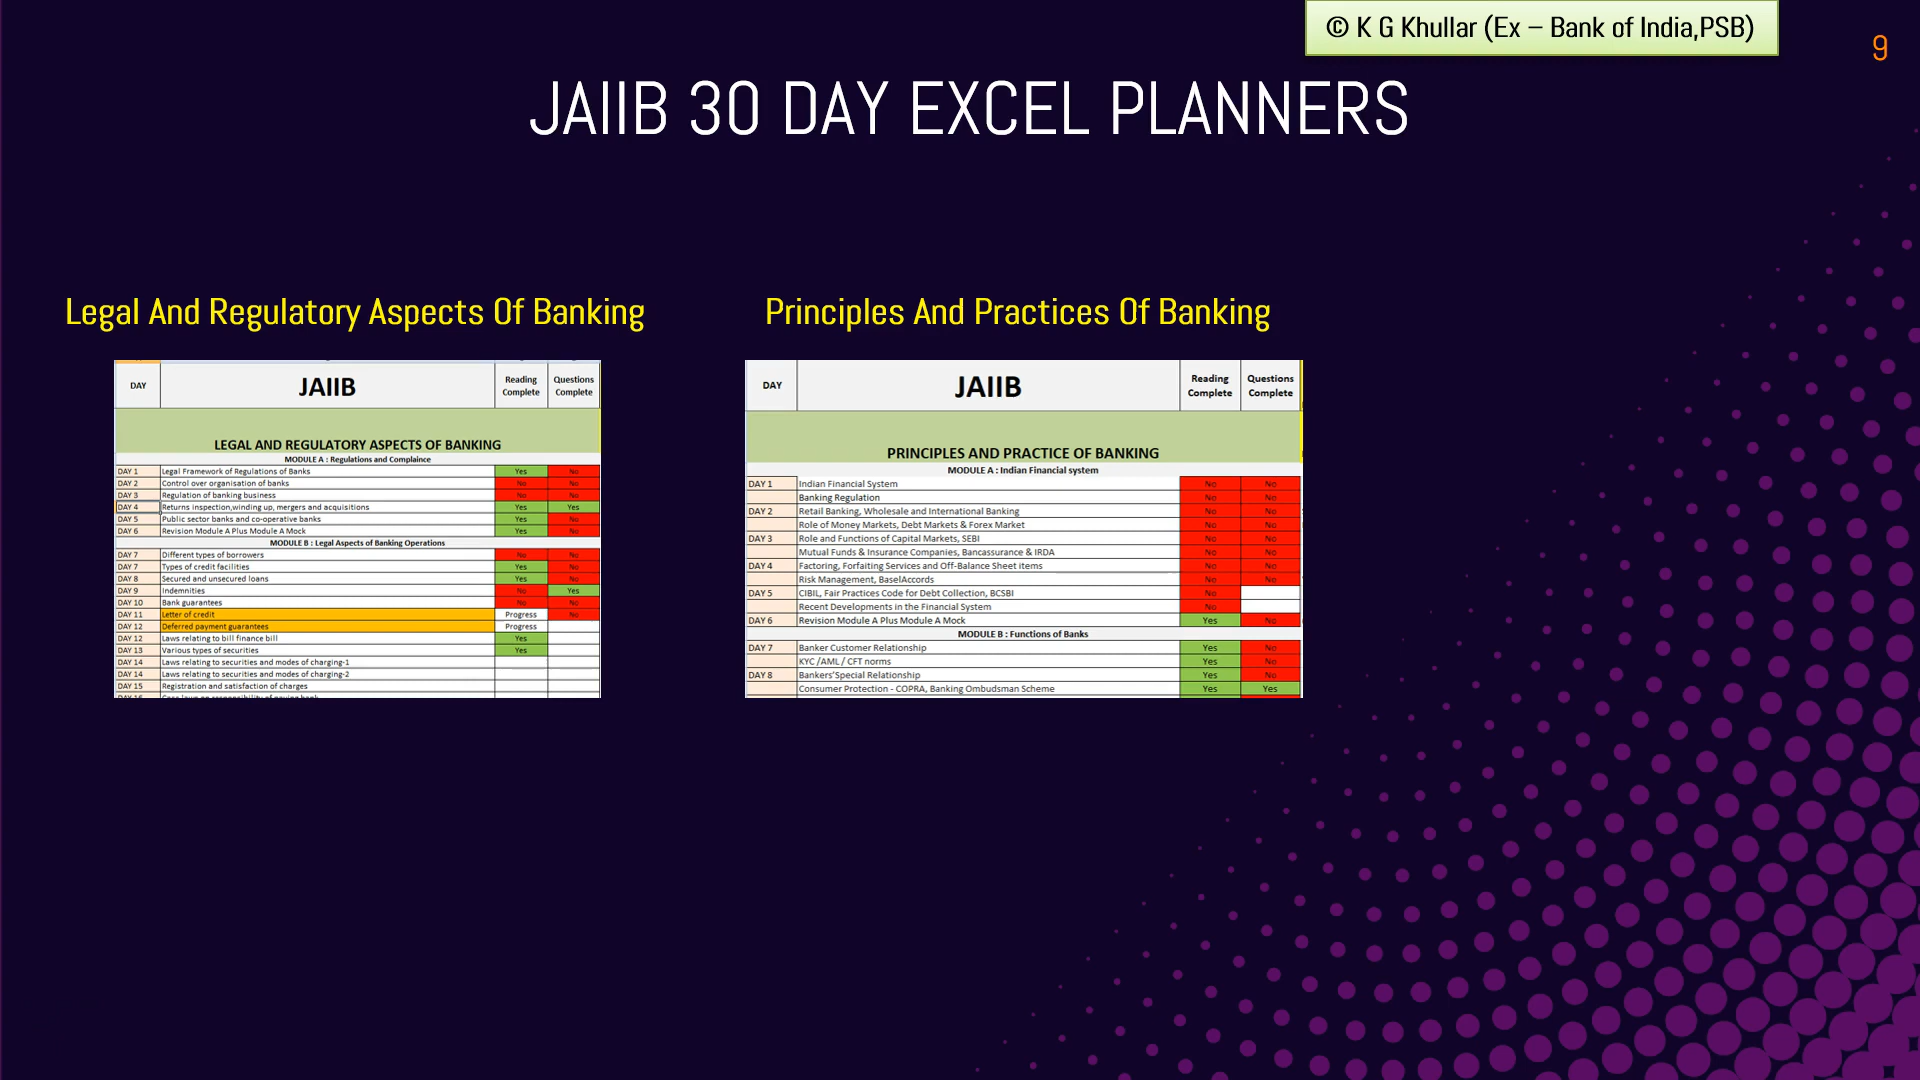 © K G Khullar (Ex – Bank of India,PSB)
9
JAIIB 30 DAY EXCEL PLANNERS
Legal And Regulatory Aspects Of Banking
DAY JAIIB Reading Complete Questions Complete
LEGAL AND REGULATORY ASPECTS OF BANKING
MODULE A : Regulations and Complaince
DAY 1 Legal Framework of Regulations of Banks Yes No
DAY 2 Control over organisation of banks No No
DAY 3 Regulation of banking business No No
DAY 4 Returns inspection,winding up, mergers and acquisitions Yes Yes
DAY 5 Public sector banks and co-operative banks Yes No
DAY 6 Revision Module A Plus Module A Mock Yes No
MODULE B : Legal Aspects of Banking Operations
DAY 7 Different types of borrowers No No
DAY 7 Types of credit facilities Yes No
DAY 8 Secured and unsecured loans Yes No
DAY 9 Indemnities No Yes
DAY 10 Bank guarantees No No
DAY 11 Letter of credit Progress No
DAY 12 Deferred payment guarantees Progress
DAY 12 Laws relating to bill finance bill Yes
DAY 13 Various types of securities Yes
DAY 14 Laws relating to securities and modes of charging-1
DAY 14 Laws relating to securities and modes of charging-2
DAY 15 Registration and satisfaction of charges
Principles And Practices Of Banking
DAY JAIIB Reading Complete Questions Complete
PRINCIPLES AND PRACTICE OF BANKING
MODULE A : Indian Financial system
DAY 1 Indian Financial System No No
Banking Regulation No No
DAY 2 Retail Banking, Wholesale and International Banking No No
Role of Money Markets, Debt Markets & Forex Market No No
DAY 3 Role and Functions of Capital Markets, SEBI No No
Mutual Funds & Insurance Companies, Bancassurance & IRDA No No
DAY 4 Factoring, Forfaiting Services and Off-Balance Sheet items No No
Risk Management, BaselAccords No No
DAY 5 CIBIL, Fair Practices Code for Debt Collection, BCSBI No
Recent Developments in the Financial System No
DAY 6 Revision Module A Plus Module A Mock Yes No
MODULE B : Functions of Banks
DAY 7 Banker Customer Relationship Yes No
KYC /AML / CFT norms Yes No
DAY 8 Bankers'Special Relationship Yes No
Consumer Protection - COPRA, Banking Ombudsman Scheme Yes Yes